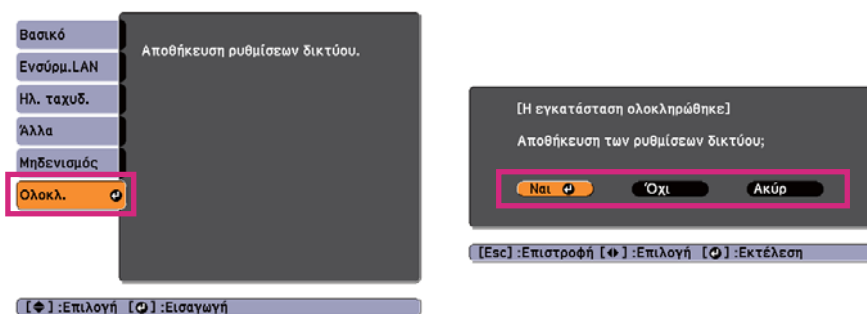 Βασικό
Ενσύρμ.LAN
Ηλ. ταχυδ.
Άλλα
Μηδενισμός
Ολοκλ.
Αποθήκευση ρυθμίσεων δικτύου.
[ ] :Επιλογή [ ] :Εισαγωγή
[Η εγκατάσταση ολοκληρώθηκε]
Αποθήκευση των ρυθμίσεων δικτύου;
Ναι Όχι Ακύρ
[Esc] :Επιστροφή [ ] :Επιλογή [ ] :Εκτέλεση